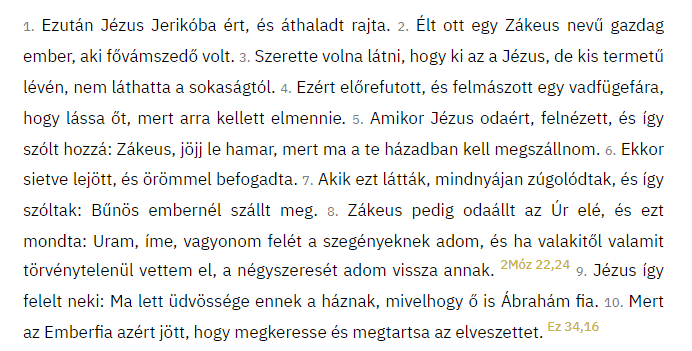 1. Ezután Jézus Jerikóba ért, és áthaladt rajta. 2. Élt ott egy Zákeus nevű gazdag
ember, aki fővámszedő volt. 3. Szerette volna látni, hogy ki az a Jézus, de kis termetű
lévén, nem láthatta a sokaságtól. 4. Ezért előrefutott, és felmászott egy vadfügefára,
hogy lássa őt, mert arra kellett elmennie. 5. Amikor Jézus odaért, felnézett, és így
szólt hozzá: Zákeus, jöjj le hamar, mert ma a te házadban kell megszállnom. 6. Ekkor
sietve lejött, és örömmel befogadta. 7. Akik ezt látták, mindnyájan zúgolódtak, és így
szóltak: Bűnös embernél szállt meg. 8. Zákeus pedig odaállt az Úr elé, és ezt
mondta: Uram, íme, vagyonom felét a szegényeknek adom, és ha valakitől valamit
törvénytelenül vettem el, a négyszeresét adom vissza annak. 2Móz 22,24 9. Jézus így
felelt neki: Ma lett üdvössége ennek a háznak, mivelhogy ő is Ábrahám fia. 10. Mert
az Emberfia azért jött, hogy megkeresse és megtartsa az elveszettet. Ez 34,16